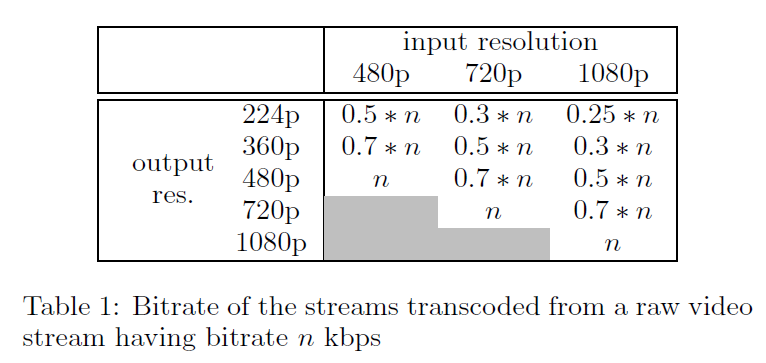 input resolution
480p 720p 1080p
224p 0.5 ∗ n 0.3 ∗ n 0.25 ∗ n
360p 0.7 ∗ n 0.5 ∗ n 0.3 ∗ n
output
res.
480p n 0.7 ∗ n 0.5 ∗ n
720p n 0.7 ∗ n
1080p n
Table 1: Bitrate of the streams transcoded from a raw video
stream having bitrate n kbps